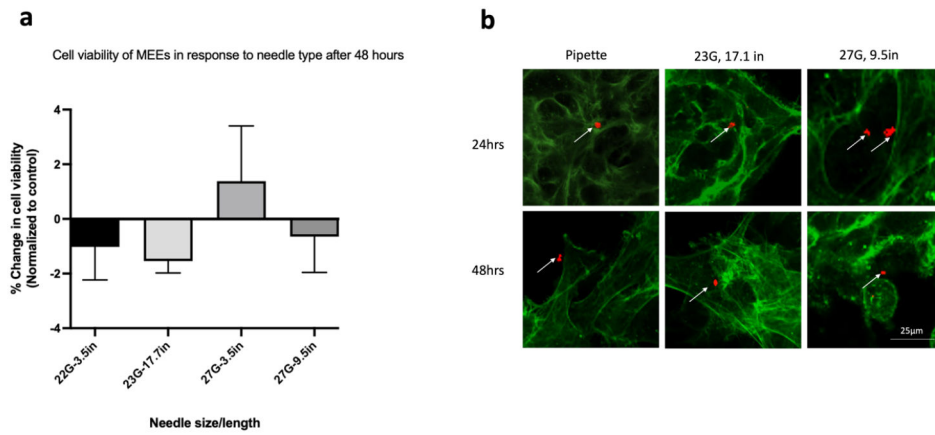 a
Cell viability of MEEs in response to needle type after 48 hours
% Change in cell viability
(Normalized to control)
4
2
0
-2
-4
22G-3.5in
23G-17.7in
27G-3.5in
27G-9.5in
Needle size/length
b
Pipette
23G, 17.1 in
27G, 9.5in
24hrs
48hrs
25µm